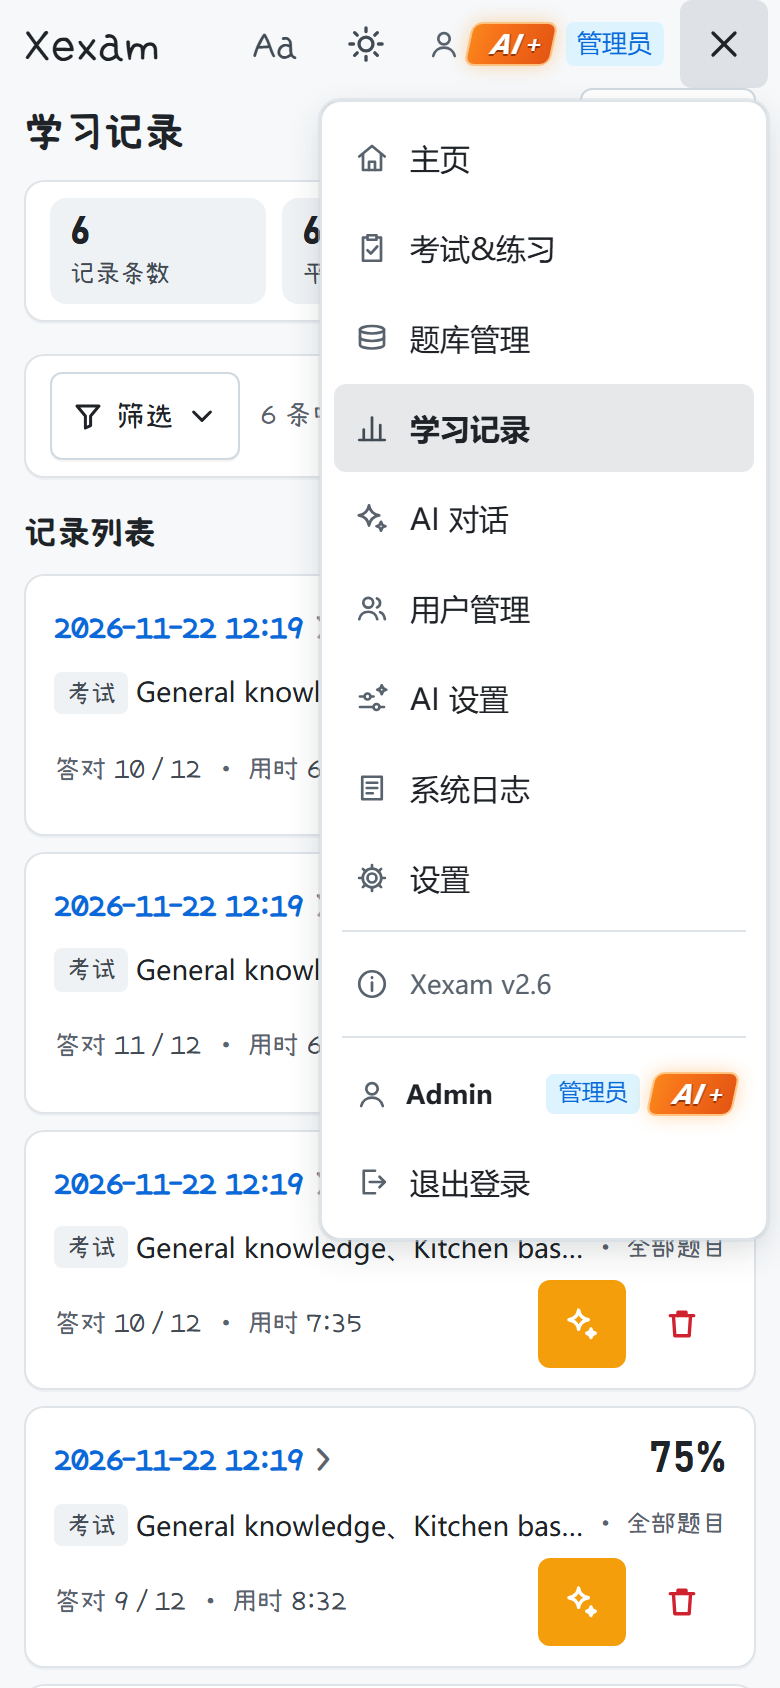 Xexam
Aa
AI+
管理员
学习记录
6
记录条数
6
筛选
6 条
记录列表
2026-11-22 12:19
考试 General knowl
答对 10 / 12 • 用时 6
2026-11-22 12:19
考试 General knowl
答对 11 / 12 • 用时 6
2026-11-22 12:19
考试 General knowledge、Kitchen bas... • 全部题目
答对 10 / 12 • 用时 7:35
2026-11-22 12:19
75%
考试 General knowledge、Kitchen bas... • 全部题目
答对 9 / 12 • 用时 8:32
主页
考试&练习
题库管理
学习记录
AI 对话
用户管理
AI 设置
系统日志
设置
Xexam v2.6
Admin 管理员 AI+
退出登录